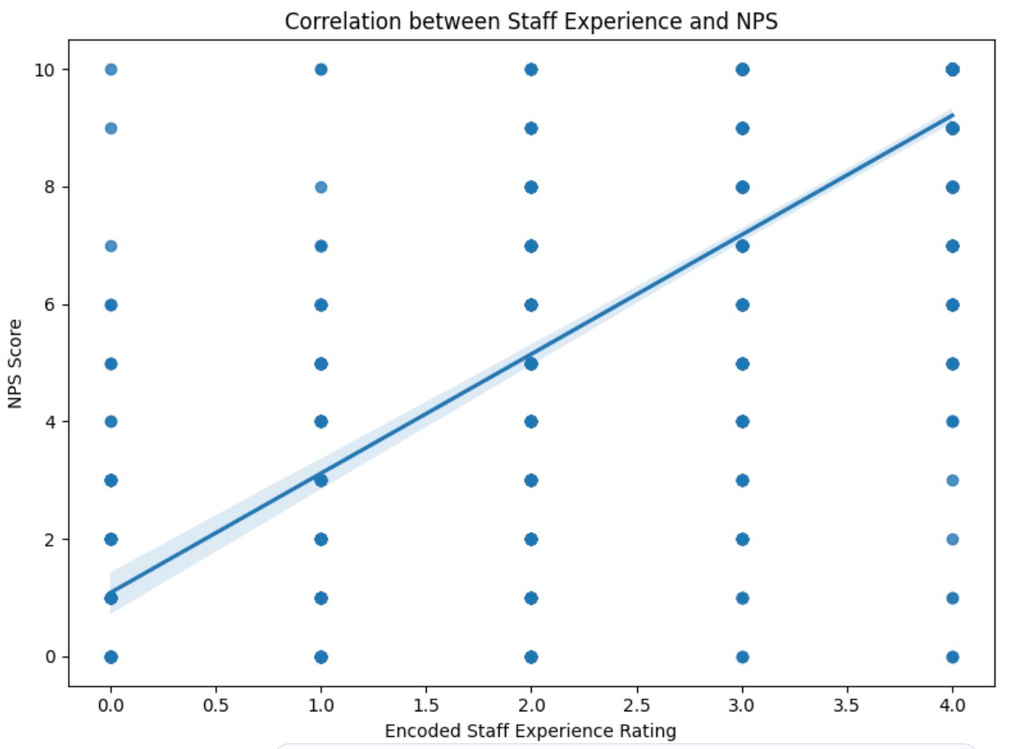 Correlation between Staff Experience and NPS
10
8
6
4
2
0
NPS Score
0.0 0.5 1.0 1.5 2.0 2.5 3.0 3.5 4.0
Encoded Staff Experience Rating